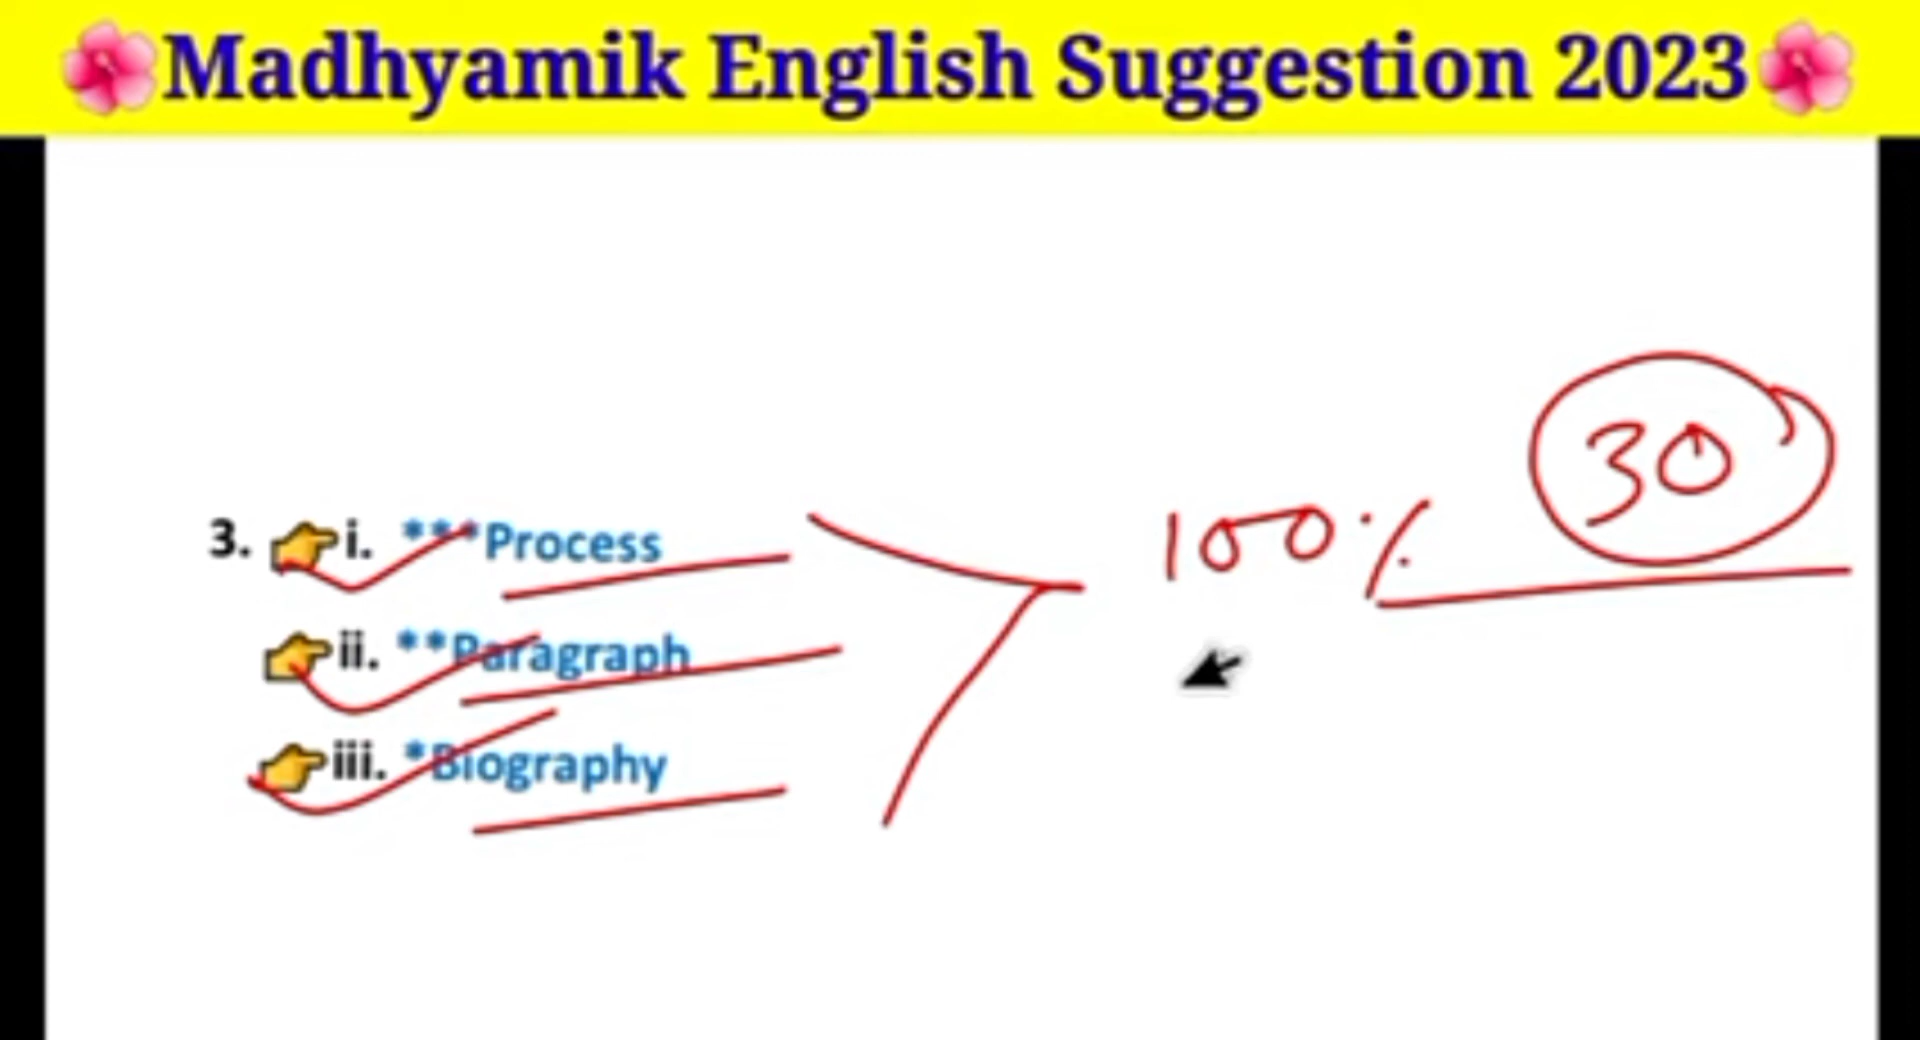 Madhyamik English Suggestion 2023
3. i. ***Process
ii. **Paragraph
iii. *Biography
100%
30